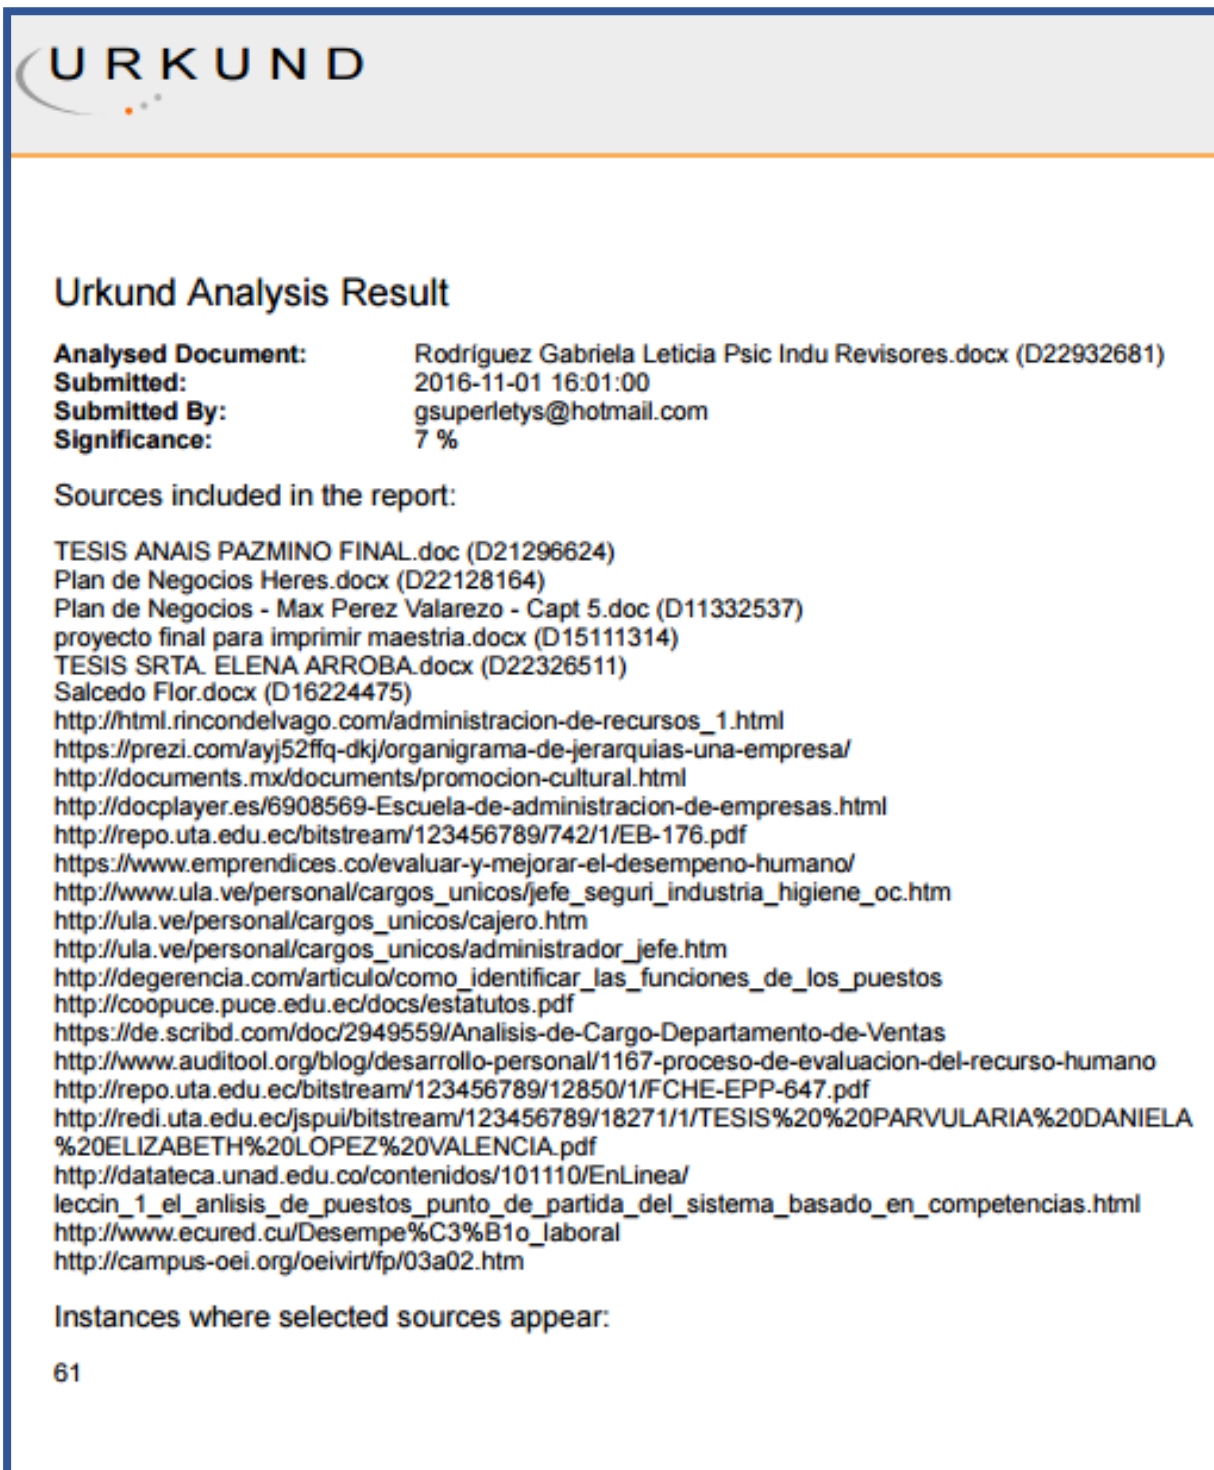 URKUND
Urkund Analysis Result
Analysed Document: Rodríguez Gabriela Leticia Psic Indu Revisores.docx (D22932681)
Submitted: 2016-11-01 16:01:00
Submitted By: gsuperletys@hotmail.com
Significance: 7 %
Sources included in the report:
TESIS ANAIS PAZMINO FINAL.doc (D21296624)
Plan de Negocios Heres.docx (D22128164)
Plan de Negocios - Max Perez Valarezo - Capt 5.doc (D11332537)
proyecto final para imprimir maestria.docx (D15111314)
TESIS SRTA. ELENA ARROBA.docx (D22326511)
Salcedo Flor.docx (D16224475)
http://html.rincondelvago.com/administracion-de-recursos_1.html
https://prezi.com/ayj52ffq-dkj/organigrama-de-jerarquias-una-empresa/
http://documents.mx/documents/promocion-cultural.html
http://docplayer.es/6908569-Escuela-de-administracion-de-empresas.html
http://repo.uta.edu.ec/bitstream/123456789/742/1/EB-176.pdf
https://www.emprendices.co/evaluar-y-mejorar-el-desempeno-humano/
http://www.ula.ve/personal/cargos_unicos/jefe_seguri_industria_higiene_oc.htm
http://ula.ve/personal/cargos_unicos/cajero.htm
http://ula.ve/personal/cargos_unicos/administrador_jefe.htm
http://degerencia.com/articulo/como_identificar_las_funciones_de_los_puestos
http://coopuce.puce.edu.ec/docs/estatutos.pdf
https://de.scribd.com/doc/2949559/Analisis-de-Cargo-Departamento-de-Ventas
http://www.auditool.org/blog/desarrollo-personal/1167-proceso-de-evaluacion-del-recurso-humano
http://repo.uta.edu.ec/bitstream/123456789/12850/1/FCHE-EPP-647.pdf
http://redi.uta.edu.ec/jspui/bitstream/123456789/18271/1/TESIS%20%20PARVULARIA%20DANIELA
%20ELIZABETH%20LOPEZ%20VALENCIA.pdf
http://datateca.unad.edu.co/contenidos/101110/EnLinea/
leccin_1_el_anlisis_de_puestos_punto_de_partida_del_sistema_basado_en_competencias.html
http://www.ecured.cu/Desempe%C3%B1o_laboral
http://campus-oei.org/oeivirt/fp/03a02.htm
Instances where selected sources appear:
61